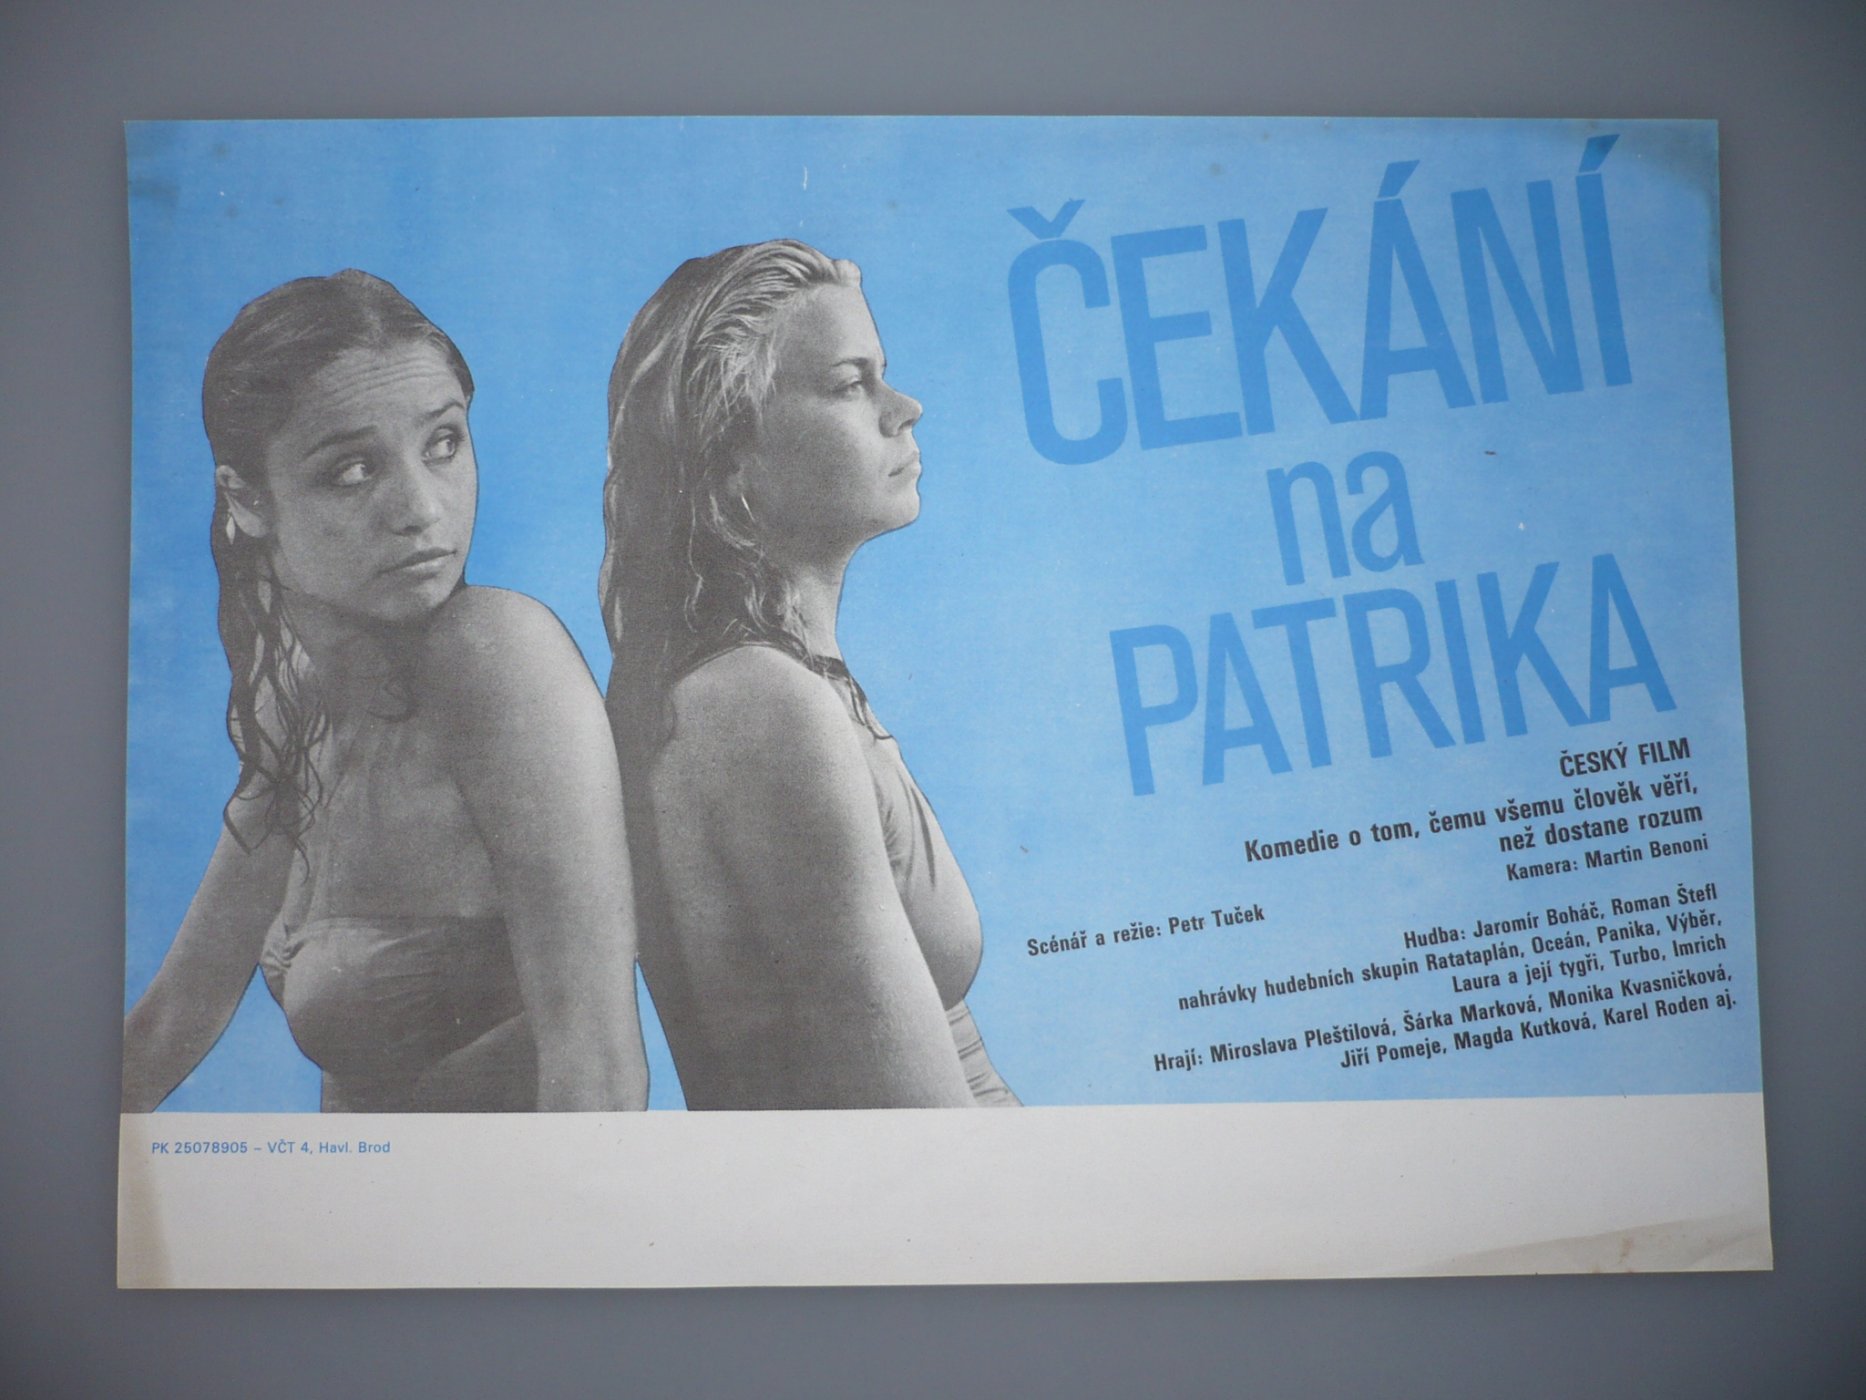 ČEKÁNÍ
na
PATRIKA
ČESKÝ FILM
Komedie o tom, čemu všemu člověk věří,
než dostane rozum
Kamera: Martin Benoni
Scénář a režie: Petr Tuček
Hudba: Jaromír Boháč, Roman Štefl
nahrávky hudebních skupin Ratataplán, Oceán, Panika, Výběr,
Laura a její tygři, Turbo, Imrich
Hrají: Miroslava Pleštilová, Šárka Marková, Monika Kvasničková,
Jiří Pomeje, Magda Kutková, Karel Roden aj.
PK 25078905 – VČT 4, Havl. Brod